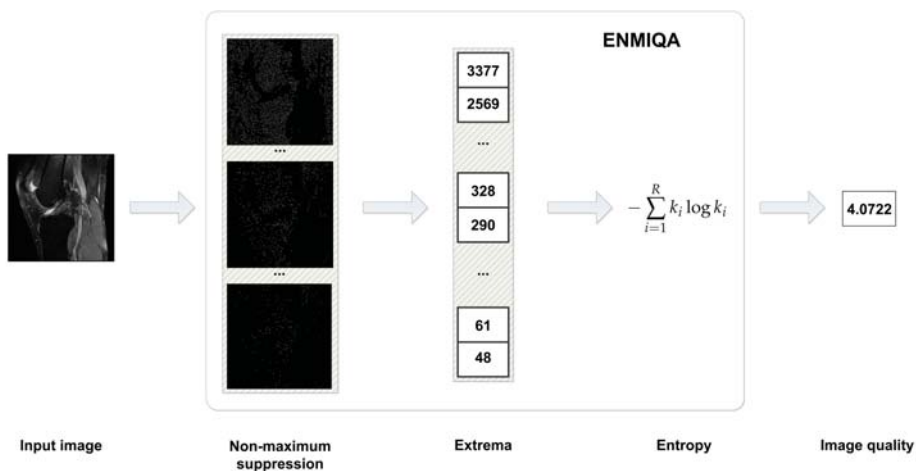 ENMIQA
...
...
3377
2569
...
328
290
...
61
48
− ∑_{i=1}^{R} k_i log k_i
4.0722
Input image
Non-maximum
suppression
Extrema
Entropy
Image quality